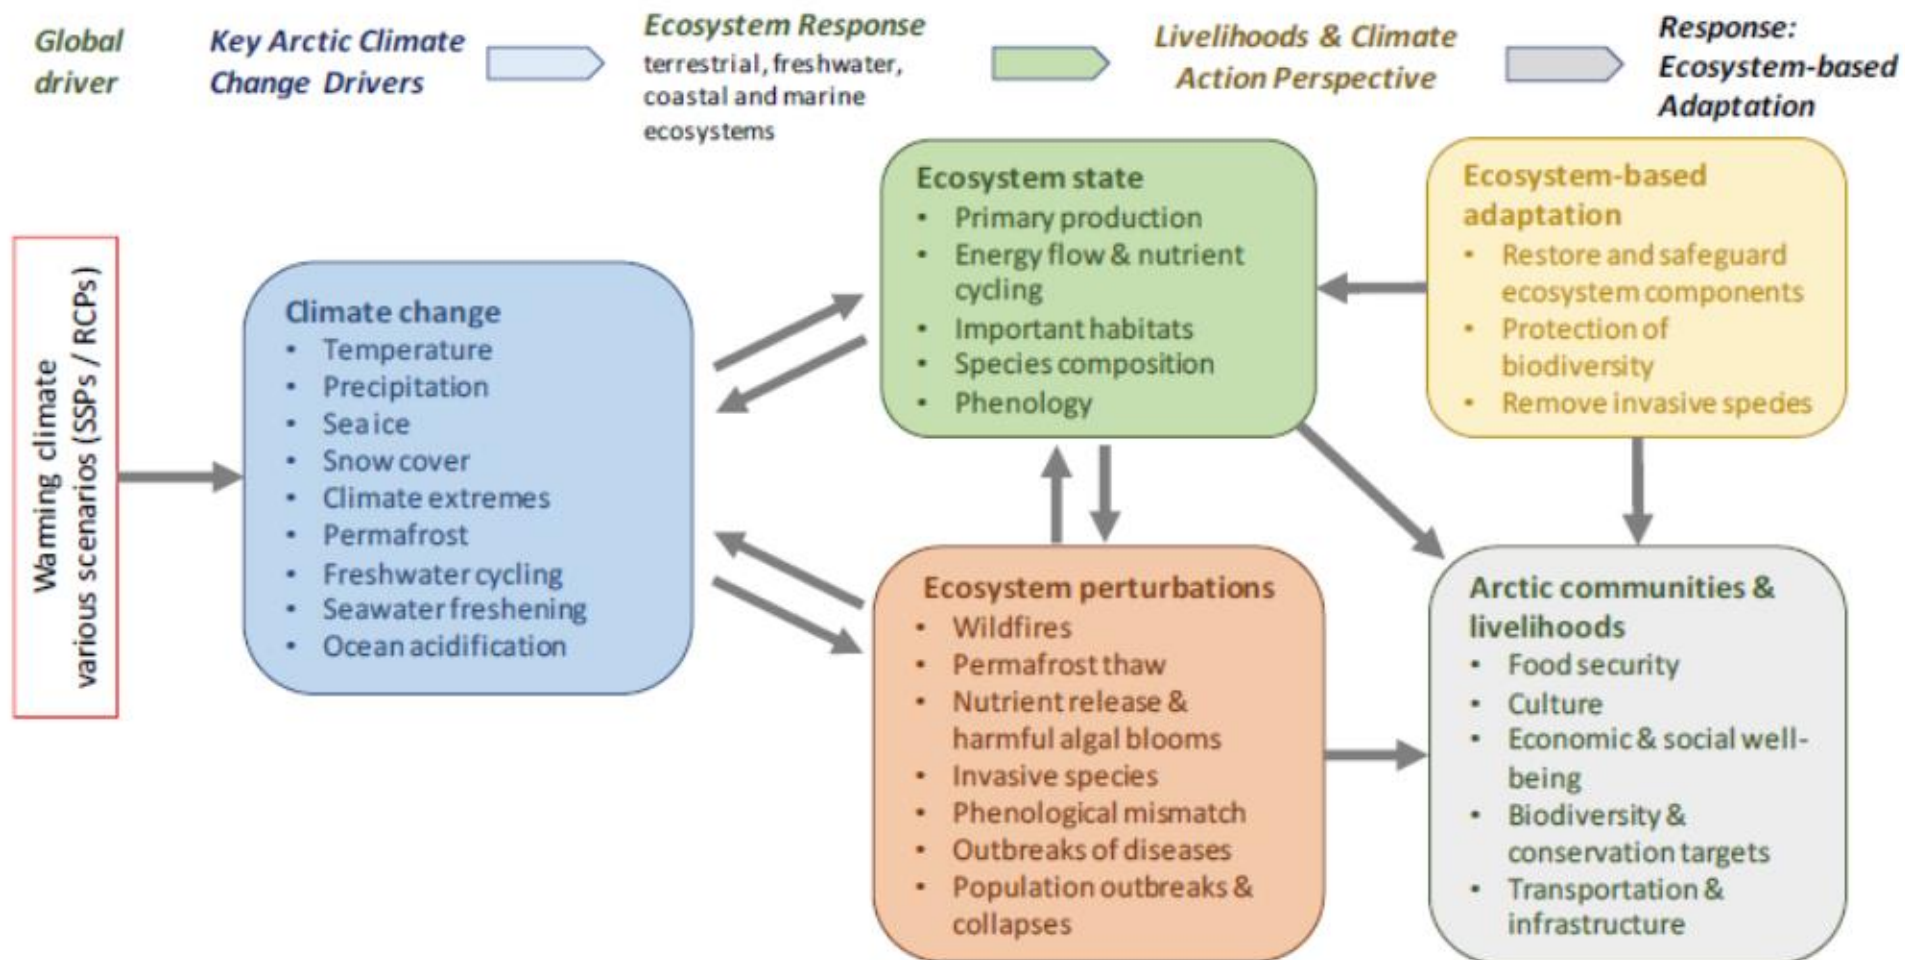 Global
driver
Key Arctic Climate
Change Drivers
Ecosystem Response
terrestrial, freshwater,
coastal and marine
ecosystems
Livelihoods & Climate
Action Perspective
Response:
Ecosystem-based
Adaptation
Warming climate
various scenarios (SSPs / RCPs)
Climate change
• Temperature
• Precipitation
• Sea ice
• Snow cover
• Climate extremes
• Permafrost
• Freshwater cycling
• Seawater freshening
• Ocean acidification
Ecosystem state
• Primary production
• Energy flow & nutrient
cycling
• Important habitats
• Species composition
• Phenology
Ecosystem perturbations
• Wildfires
• Permafrost thaw
• Nutrient release &
harmful algal blooms
• Invasive species
• Phenological mismatch
• Outbreaks of diseases
• Population outbreaks &
collapses
Ecosystem-based
adaptation
• Restore and safeguard
ecosystem components
• Protection of
biodiversity
• Remove invasive species
Arctic communities &
livelihoods
• Food security
• Culture
• Economic & social well-
being
• Biodiversity &
conservation targets
• Transportation &
infrastructure